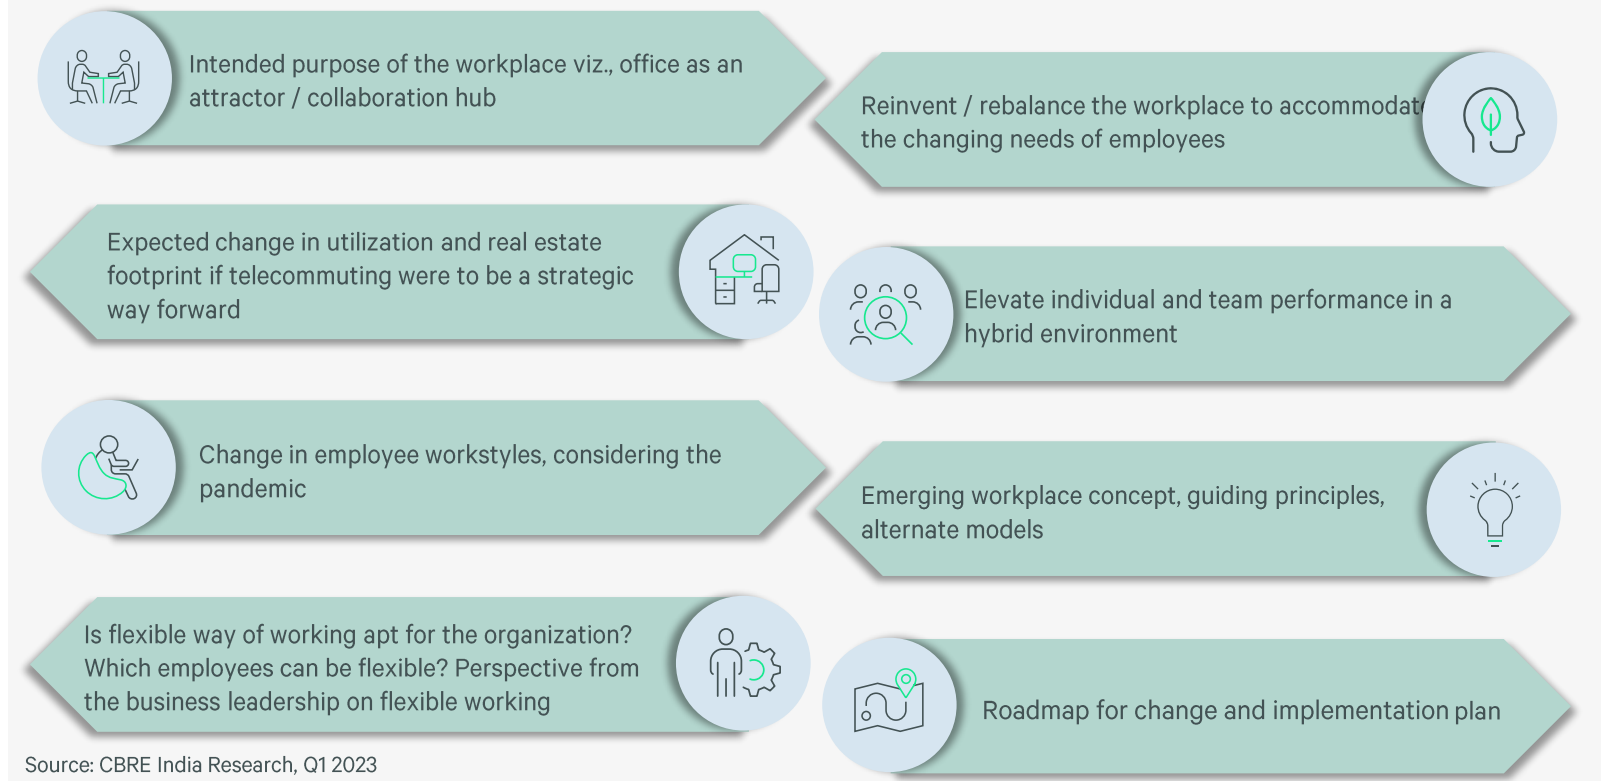 Intended purpose of the workplace viz., office as an
attractor / collaboration hub
Reinvent / rebalance the workplace to accommodate
the changing needs of employees
Expected change in utilization and real estate
footprint if telecommuting were to be a strategic
way forward
Elevate individual and team performance in a
hybrid environment
Change in employee workstyles, considering the
pandemic
Emerging workplace concept, guiding principles,
alternate models
Is flexible way of working apt for the organization?
Which employees can be flexible? Perspective from
the business leadership on flexible working
Roadmap for change and implementation plan
Source: CBRE India Research, Q1 2023